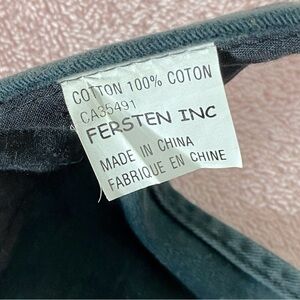 COTTON 100% COTON
CA35491
FERSTEN INC
MADE IN CHINA
FABRIQUE EN CHINE